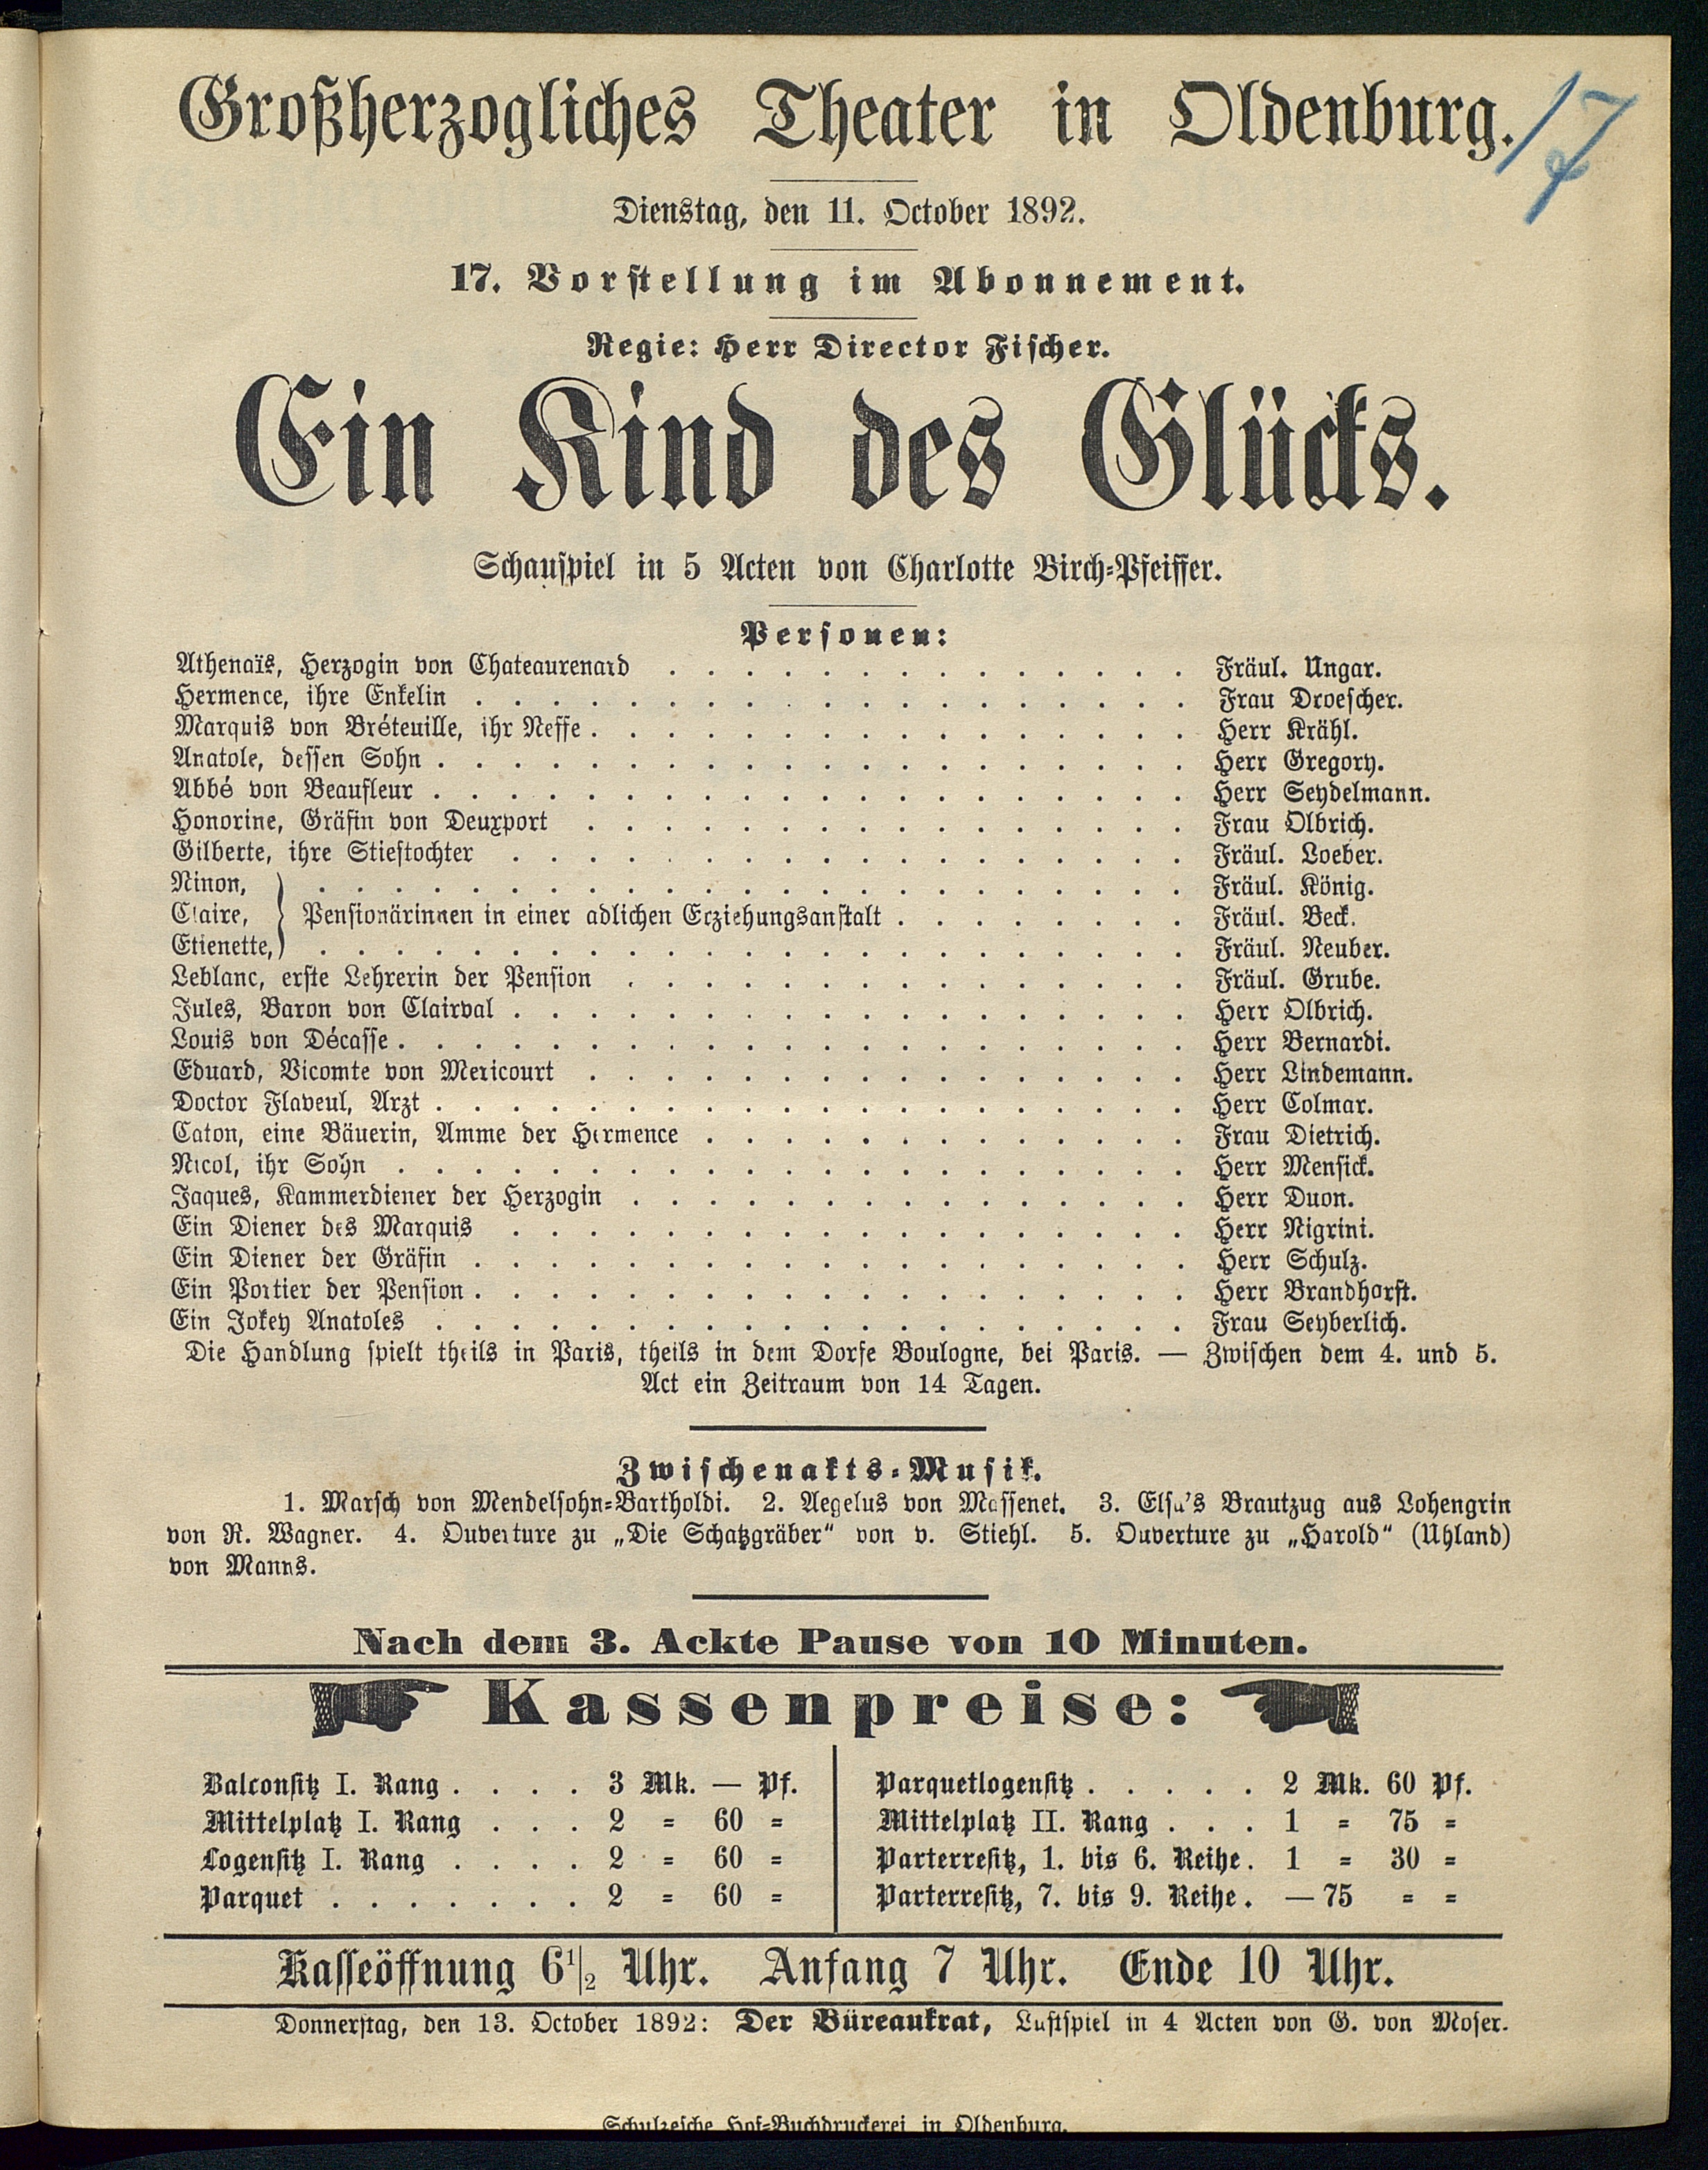 Großherzogliches Theater in Oldenburg.
17
Dienstag, den 11. October 1892.
17. Vorstellung im Abonnement.
Regie: Herr Director Fischer.
Ein Kind des Glücks.
Schauspiel in 5 Acten von Charlotte Birch-Pfeiffer.
Personen:
Athenaïs, Herzogin von Chateaurenard . . . . . . . . . . . . . . Fräul. Ungar.
Hermence, ihre Enkelin . . . . . . . . . . . . . . . . . . . Frau Droescher.
Marquis von Bréteuille, ihr Neffe . . . . . . . . . . . . . . . . Herr Krähl.
Anatole, dessen Sohn . . . . . . . . . . . . . . . . . . . . Herr Gregory.
Abbé von Beaufleur . . . . . . . . . . . . . . . . . . . . Herr Seydelmann.
Honorine, Gräfin von Deuxport . . . . . . . . . . . . . . . . Frau Olbrich.
Gilberte, ihre Stieftochter . . . . . . . . . . . . . . . . . . Fräul. Loeber.
Ninon, . . . . . . . . . . . . . . . . . . . . . . . Fräul. König.
Claire, } Pensionärinnen in einer adlichen Erziehungsanstalt . . . . . . . . Fräul. Beck.
Etienette, . . . . . . . . . . . . . . . . . . . . . . . Fräul. Neuber.
Leblanc, erste Lehrerin der Pension . . . . . . . . . . . . . . . Fräul. Grube.
Jules, Baron von Clairval . . . . . . . . . . . . . . . . . . Herr Olbrich.
Louis von Décasse . . . . . . . . . . . . . . . . . . . . . Herr Bernardi.
Eduard, Vicomte von Mericourt . . . . . . . . . . . . . . . . Herr Lindemann.
Doctor Flaveul, Arzt . . . . . . . . . . . . . . . . . . . . Herr Colmar.
Caton, eine Bäuerin, Amme der Hermence . . . . . . . . . . . . . Frau Dietrich.
Nicol, ihr Sohn . . . . . . . . . . . . . . . . . . . . . Herr Mensick.
Jaques, Kammerdiener der Herzogin . . . . . . . . . . . . . . . Herr Duon.
Ein Diener des Marquis . . . . . . . . . . . . . . . . . . Herr Nigrini.
Ein Diener der Gräfin . . . . . . . . . . . . . . . . . . . Herr Schulz.
Ein Portier der Pension . . . . . . . . . . . . . . . . . . . Herr Brandhorst.
Ein Jokey Anatoles . . . . . . . . . . . . . . . . . . . . Frau Seyberlich.
Die Handlung spielt theils in Paris, theils in dem Dorfe Boulogne, bei Paris. — Zwischen dem 4. und 5.
Act ein Zeitraum von 14 Tagen.
Zwischenakts-Musik.
1. Marsch von Mendelsohn-Bartholdi. 2. Aegelus von Massenet. 3. Elsa's Brautzug aus Lohengrin
von R. Wagner. 4. Ouverture zu „Die Schatzgräber“ von v. Stiehl. 5. Ouverture zu „Harold“ (Uhland)
von Manns.
Nach dem 3. Ackte Pause von 10 Minuten.
Kassenpreise:
Balconsitz I. Rang . . . . 3 Mk. — Pf.
Mittelplatz I. Rang . . . 2 = 60 =
Logensitz I. Rang . . . . 2 = 60 =
Parquet . . . . . . . 2 = 60 =
Parquetlogensitz . . . . . 2 Mk. 60 Pf.
Mittelplatz II. Rang . . . 1 = 75 =
Parterresitz, 1. bis 6. Reihe . 1 = 30 =
Parterresitz, 7. bis 9. Reihe . — 75 = =
Kasseöffnung 6½ Uhr. Anfang 7 Uhr. Ende 10 Uhr.
Donnerstag, den 13. October 1892: Der Büreaukrat, Lustspiel in 4 Acten von G. von Moser.
Schulzesche Hof-Buchdruckerei in Oldenburg.